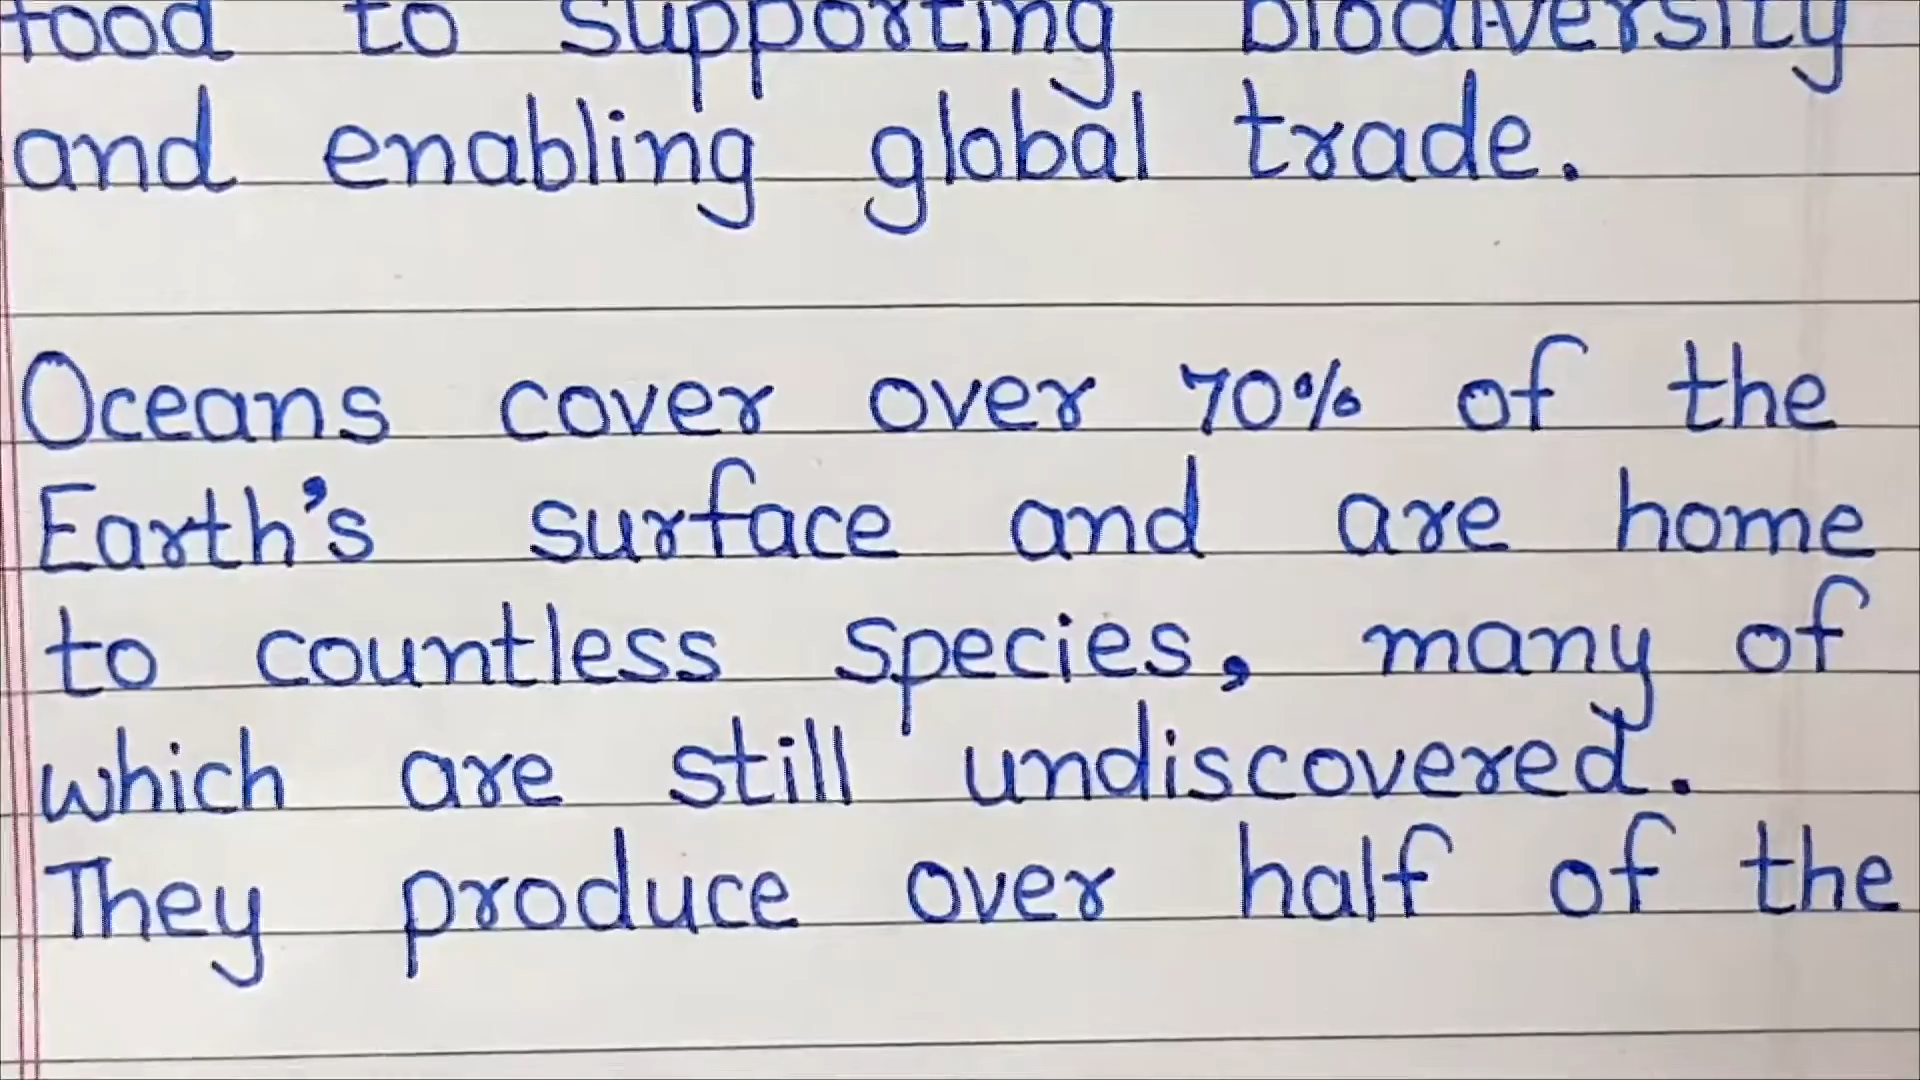 food to supporting biodiversity
and enabling global trade.
Oceans cover over 70% of the
Earth's surface and are home
to countless species, many of
which are still undiscovered.
They produce over half of the